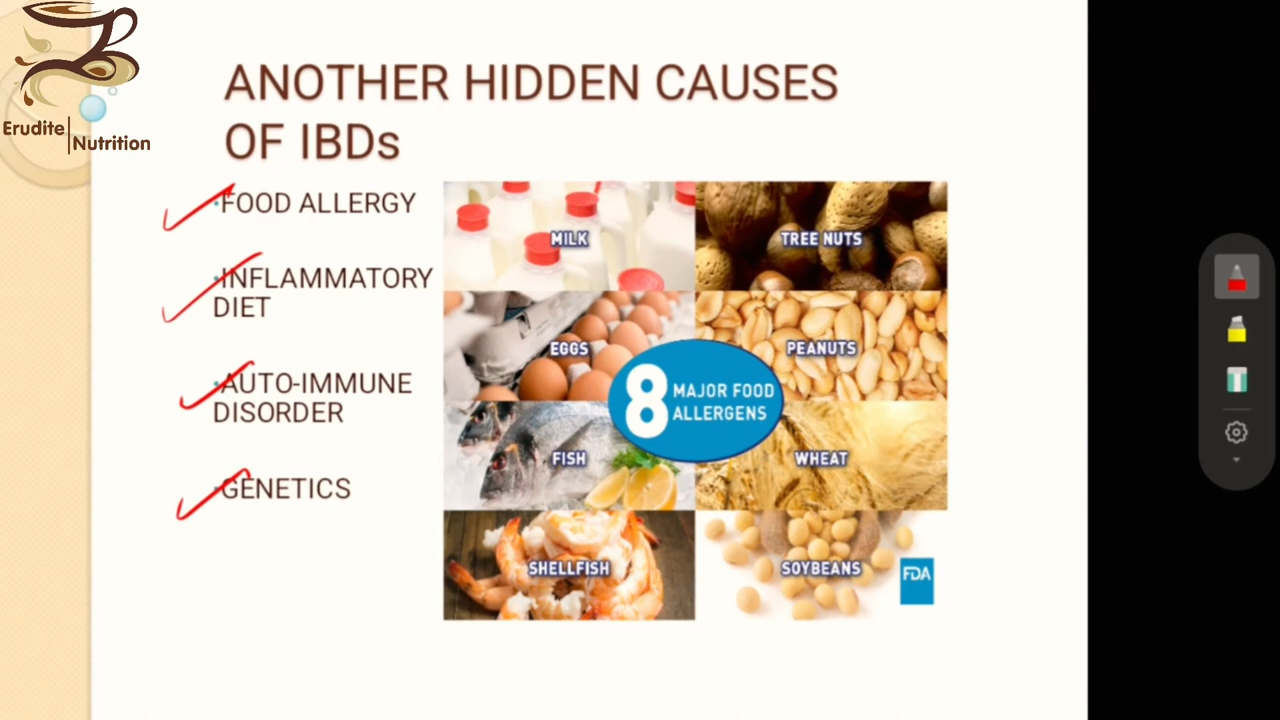 Erudite
Nutrition
ANOTHER HIDDEN CAUSES
OF IBDs
FOOD ALLERGY
INFLAMMATORY
DIET
AUTO-IMMUNE
DISORDER
GENETICS
MILK
TREE NUTS
EGGS
PEANUTS
8 MAJOR FOOD
ALLERGENS
FISH
WHEAT
SHELLFISH
SOYBEANS
FDA